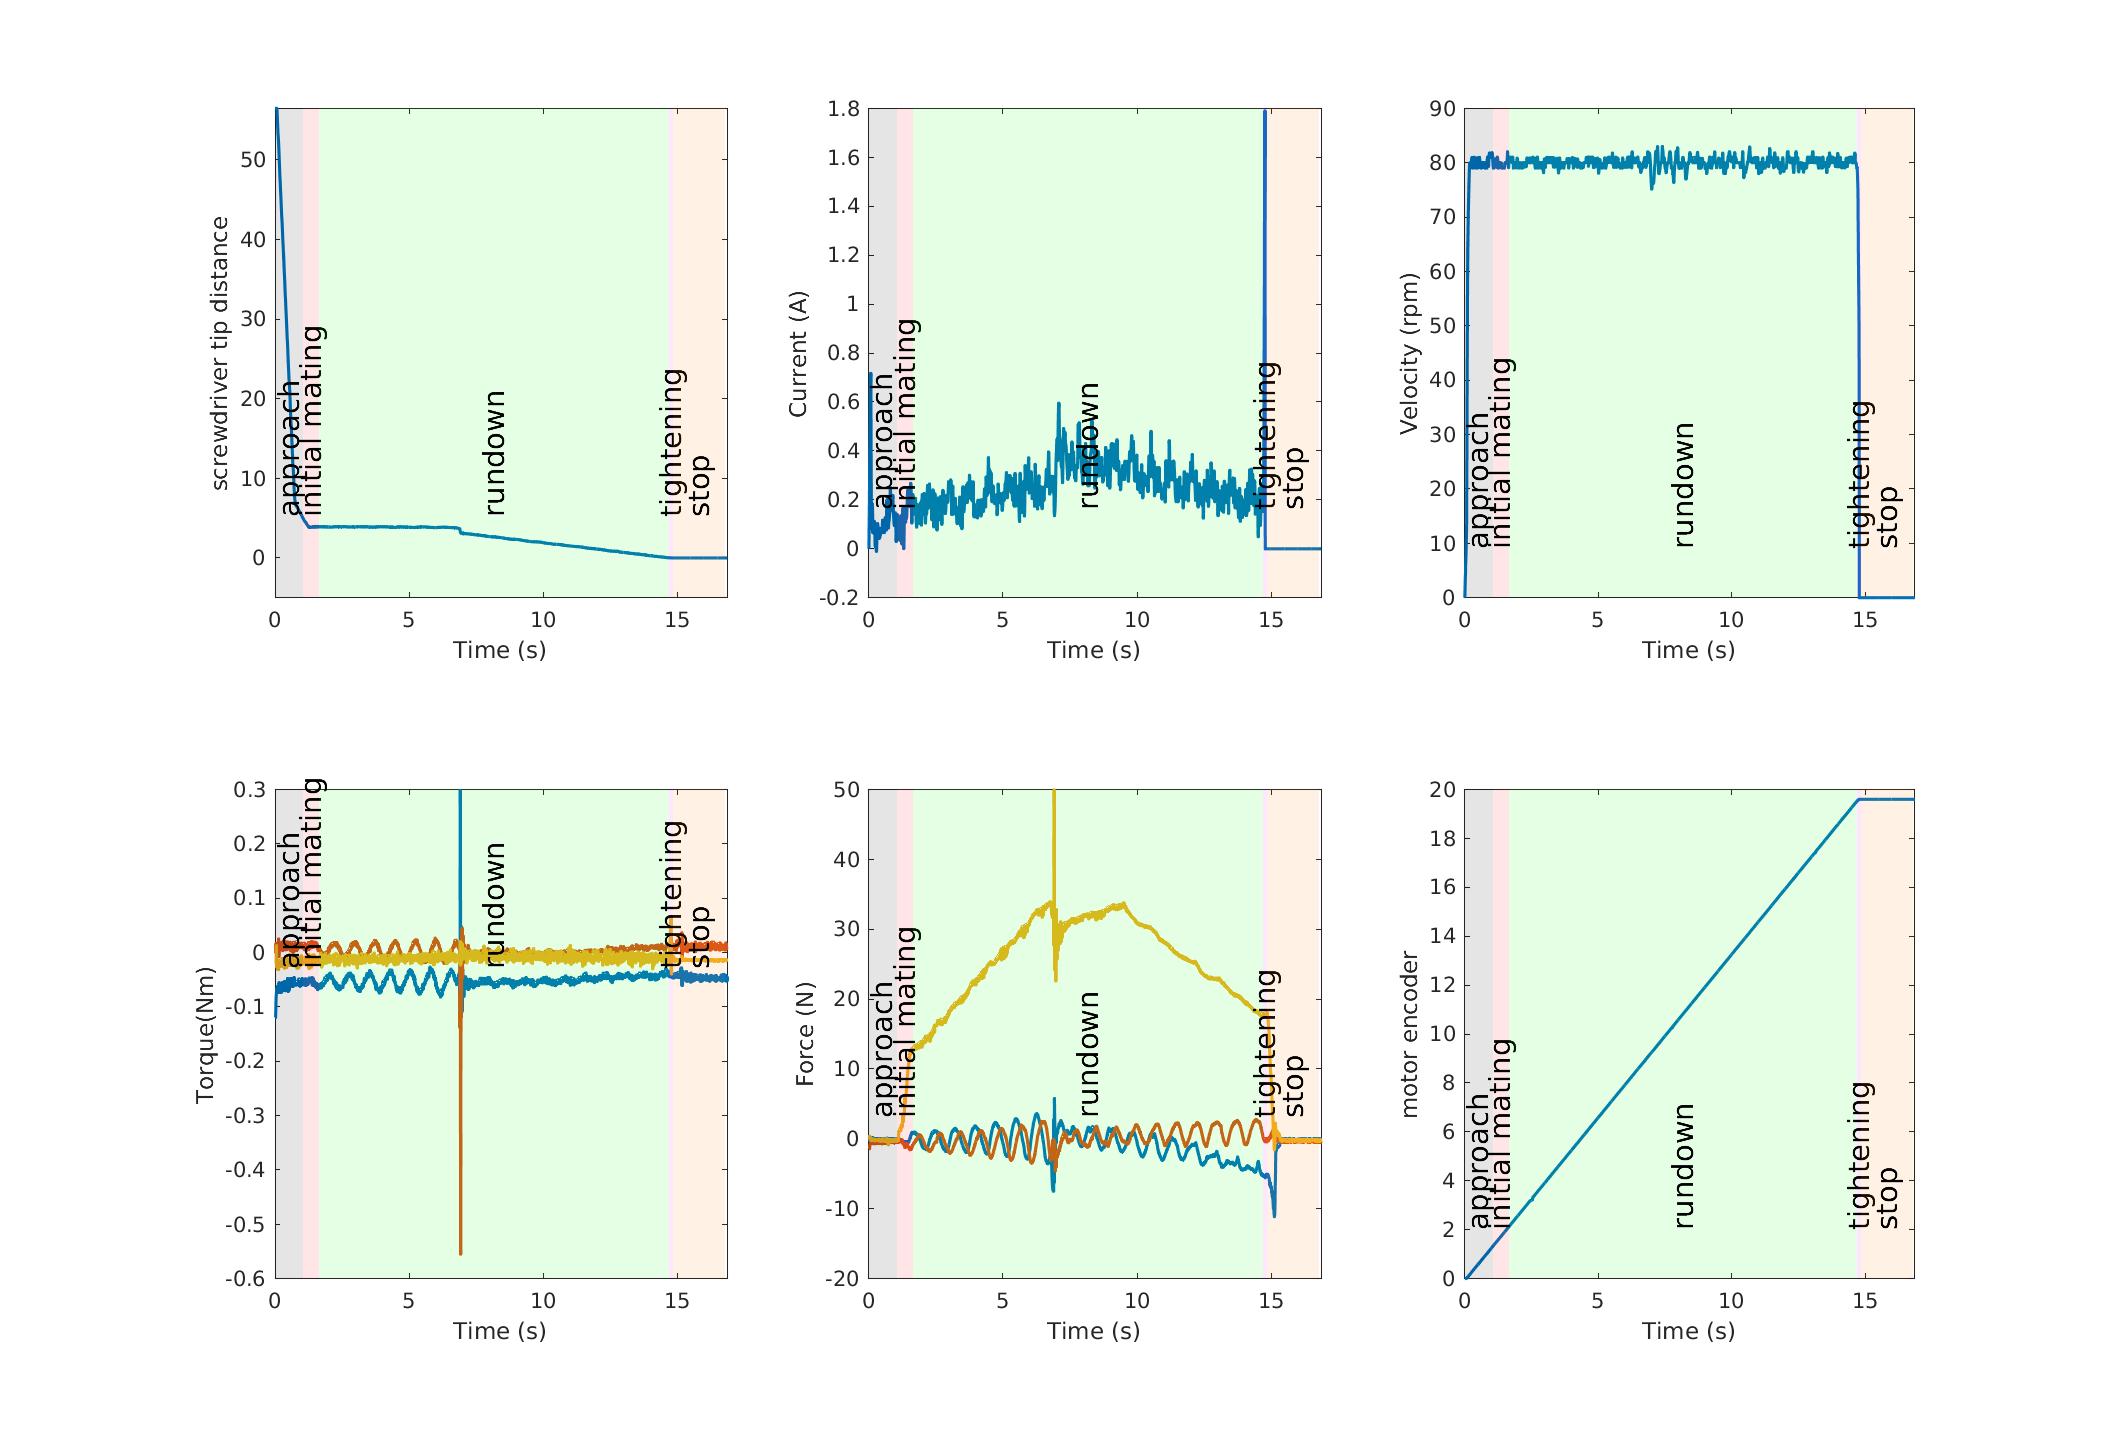 50
40
30
20
10
0
screwdriver tip distance
approach
initial mating
rundown
tightening
stop
0 5 10 15
Time (s)
1.8
1.6
1.4
1.2
1
0.8
0.6
0.4
0.2
0
-0.2
Current (A)
approach
initial mating
rundown
tightening
stop
0 5 10 15
Time (s)
90
80
70
60
50
40
30
20
10
0
Velocity (rpm)
approach
initial mating
rundown
tightening
stop
0 5 10 15
Time (s)
0.3
0.2
0.1
0
-0.1
-0.2
-0.3
-0.4
-0.5
-0.6
Torque(Nm)
approach
initial mating
rundown
tightening
stop
0 5 10 15
Time (s)
50
40
30
20
10
0
-10
-20
Force (N)
approach
initial mating
rundown
tightening
stop
0 5 10 15
Time (s)
20
18
16
14
12
10
8
6
4
2
0
motor encoder
approach
initial mating
rundown
tightening
stop
0 5 10 15
Time (s)